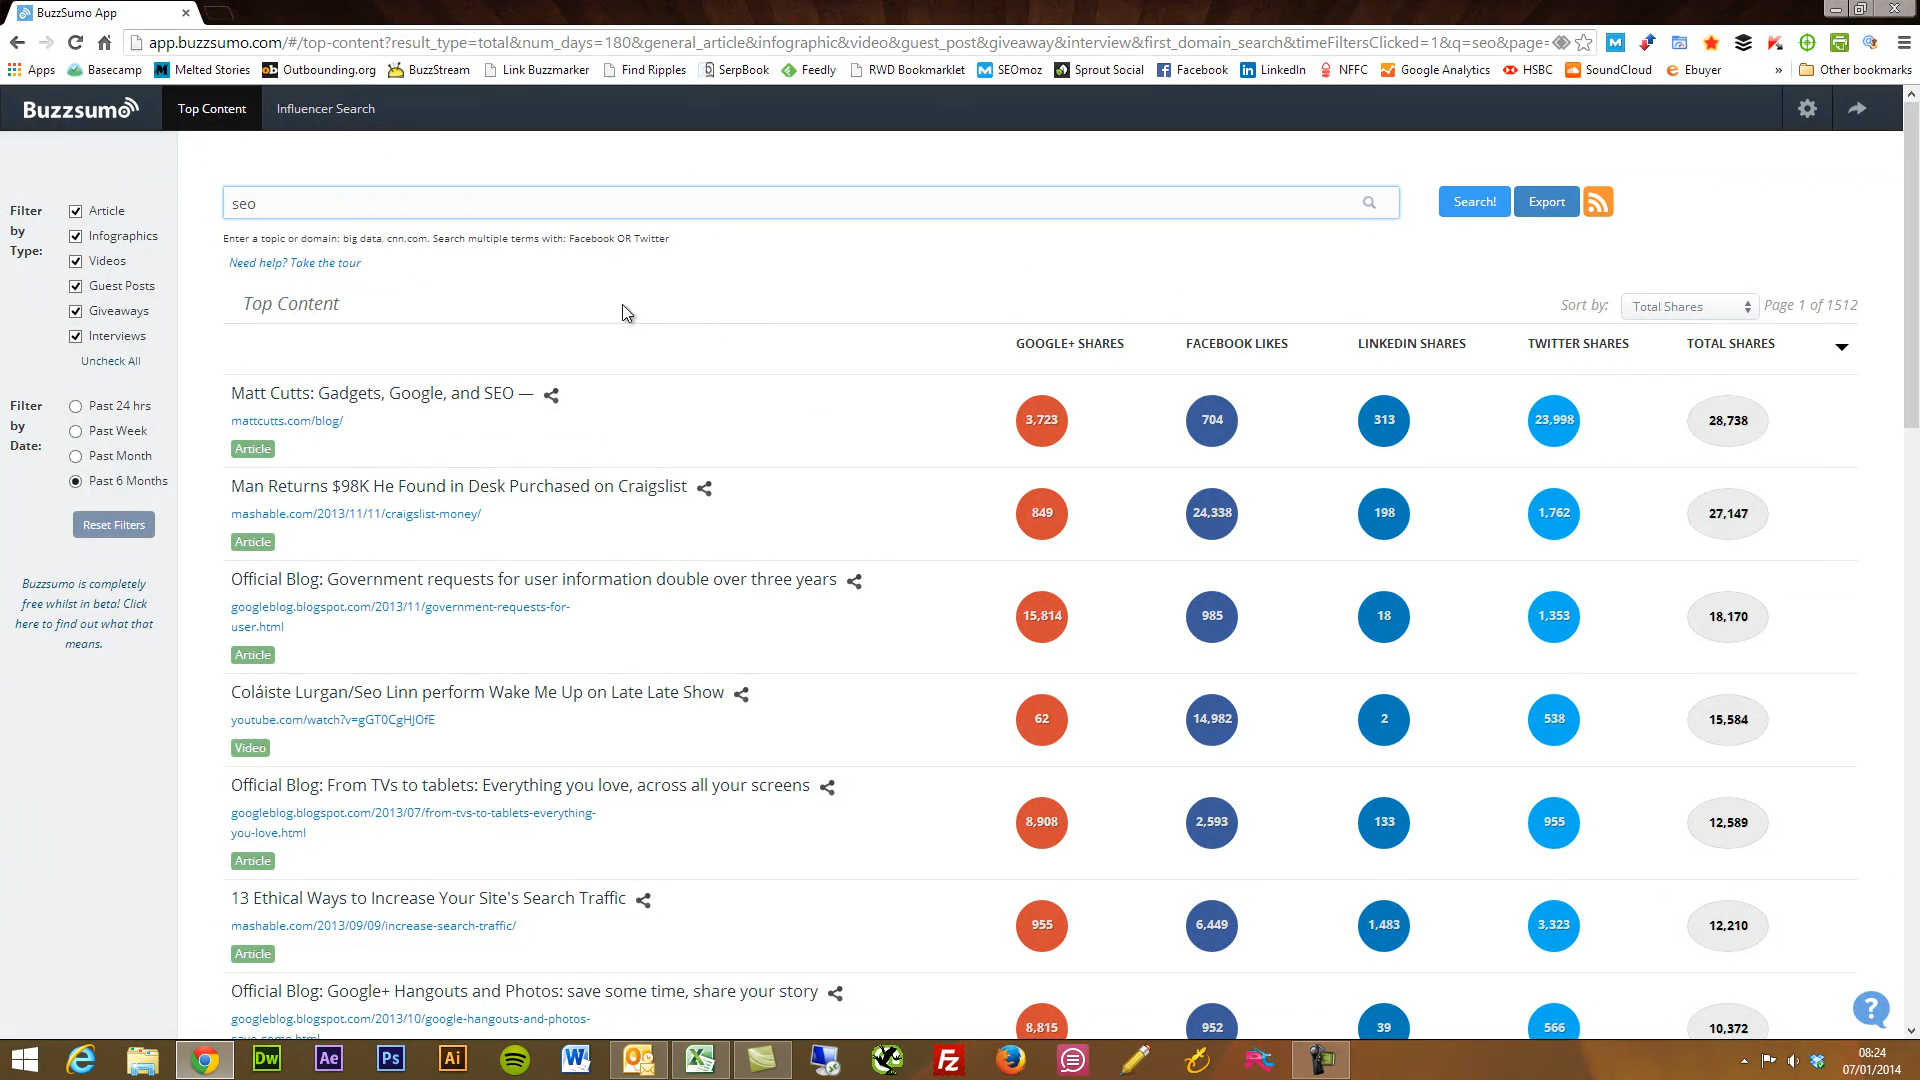 BuzzSumo App
app.buzzsumo.com/#/top-content?result_type=total&num_days=180&general_article&infographic&video&guest_post&giveaway&interview&first_domain_search&timeFiltersClicked=1&q=seo&page=
Apps Basecamp Melted Stories Outbounding.org BuzzStream Link Buzzmarker Find Ripples SerpBook Feedly RWD Bookmarklet SEOmoz Sprout Social Facebook LinkedIn NFFC Google Analytics HSBC SoundCloud Ebuyer » Other bookmarks
Buzzsumo Top Content Influencer Search
Filter by Type:
Article
Infographics
Videos
Guest Posts
Giveaways
Interviews
Uncheck All
Filter by Date:
Past 24 hrs
Past Week
Past Month
Past 6 Months
Reset Filters
Buzzsumo is completely
free whilst in beta! Click
here to find out what that
means.
seo
Search! Export
Enter a topic or domain: big data, cnn.com. Search multiple terms with: Facebook OR Twitter
Need help? Take the tour
Top Content
Sort by: Total Shares Page 1 of 1512
GOOGLE+ SHARES FACEBOOK LIKES LINKEDIN SHARES TWITTER SHARES TOTAL SHARES
Matt Cutts: Gadgets, Google, and SEO —
mattcutts.com/blog/
3,723 704 313 23,998 28,738
Article
Man Returns $98K He Found in Desk Purchased on Craigslist
mashable.com/2013/11/11/craigslist-money/
849 24,338 198 1,762 27,147
Article
Official Blog: Government requests for user information double over three years
googleblog.blogspot.com/2013/11/government-requests-for-
user.html
15,814 985 18 1,353 18,170
Article
Coláiste Lurgan/Seo Linn perform Wake Me Up on Late Late Show
youtube.com/watch?v=gGT0CgHJOfE
62 14,982 2 538 15,584
Video
Official Blog: From TVs to tablets: Everything you love, across all your screens
googleblog.blogspot.com/2013/07/from-tvs-to-tablets-everything-
you-love.html
8,908 2,593 133 955 12,589
Article
13 Ethical Ways to Increase Your Site's Search Traffic
mashable.com/2013/09/09/increase-search-traffic/
955 6,449 1,483 3,323 12,210
Article
Official Blog: Google+ Hangouts and Photos: save some time, share your story
googleblog.blogspot.com/2013/10/google-hangouts-and-photos-
8,815 952 39 566 10,372
Dw Ae Ps Ai
08:24
07/01/2014